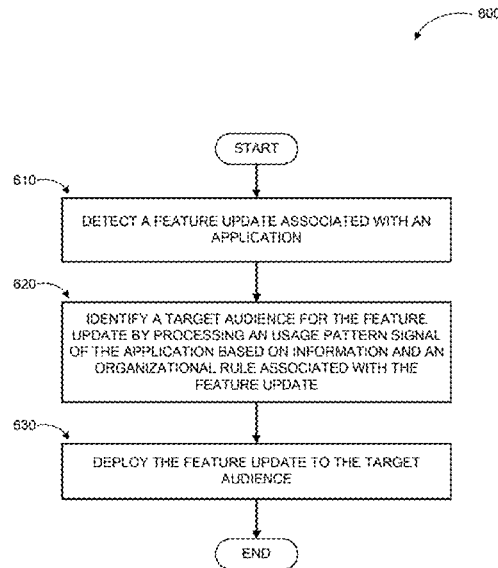 600
START
610
DETECT A FEATURE UPDATE ASSOCIATED WITH AN
APPLICATION
620
IDENTIFY A TARGET AUDIENCE FOR THE FEATURE
UPDATE BY PROCESSING AN USAGE PATTERN SIGNAL
OF THE APPLICATION BASED ON INFORMATION AND AN
ORGANIZATIONAL RULE ASSOCIATED WITH THE
FEATURE UPDATE
630
DEPLOY THE FEATURE UPDATE TO THE TARGET
AUDIENCE
END